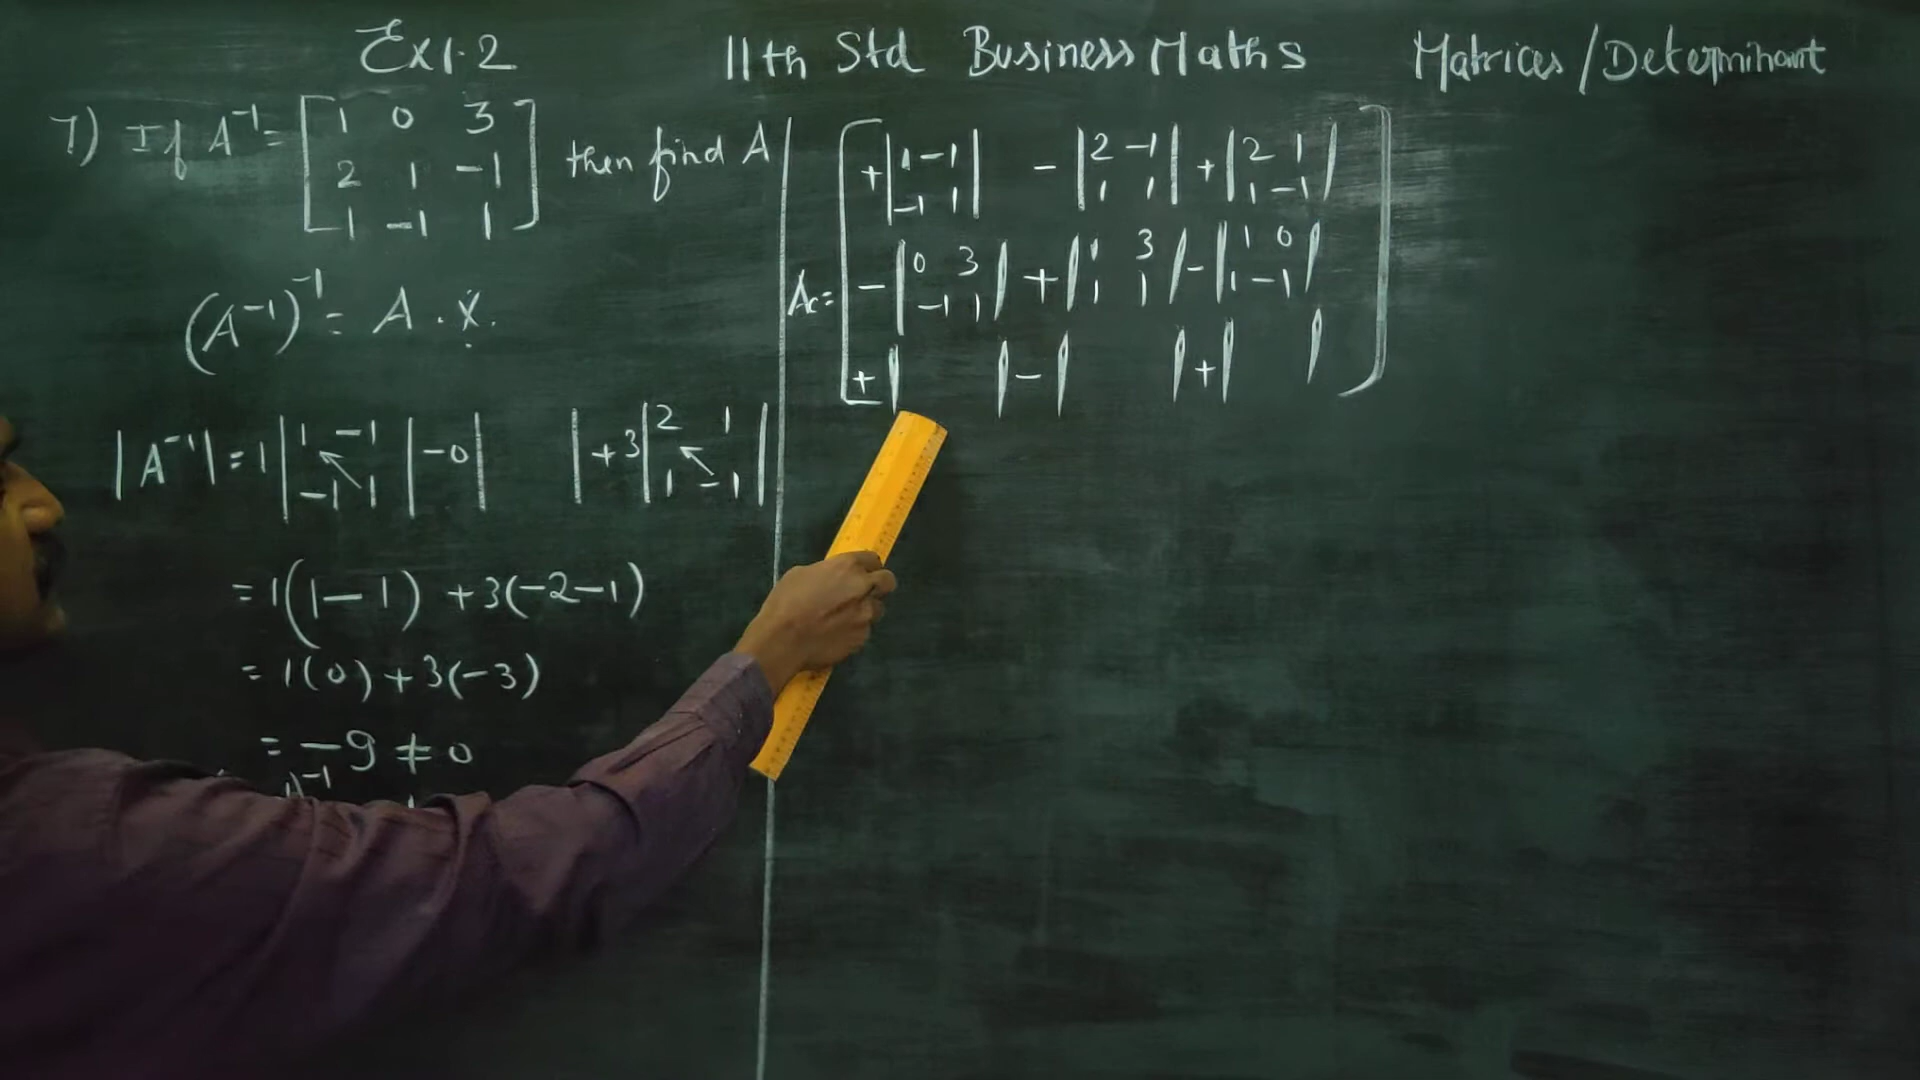 Ex 1.2 11th Std Business Maths Matrices / Determinant
7) If A⁻¹ = [1 0 3
2 1 -1
1 -1 1] then find A
(A⁻¹)⁻¹ = A . X.
|A⁻¹| = 1 |1 -1| -0 | | +3 |2 1|
|-1 1| |1 -1|
= 1(1-1) +3(-2-1)
= 1(0) +3(-3)
= -9 ≠ 0
Ac = [ + |1 -1| - |2 -1| + |2 1|
|-1 1| |1 1| |1 -1|
- |0 3| + |1 3| - |1 0|
|-1 1| |1 1| |1 -1|
+ | | - | | + | | ]